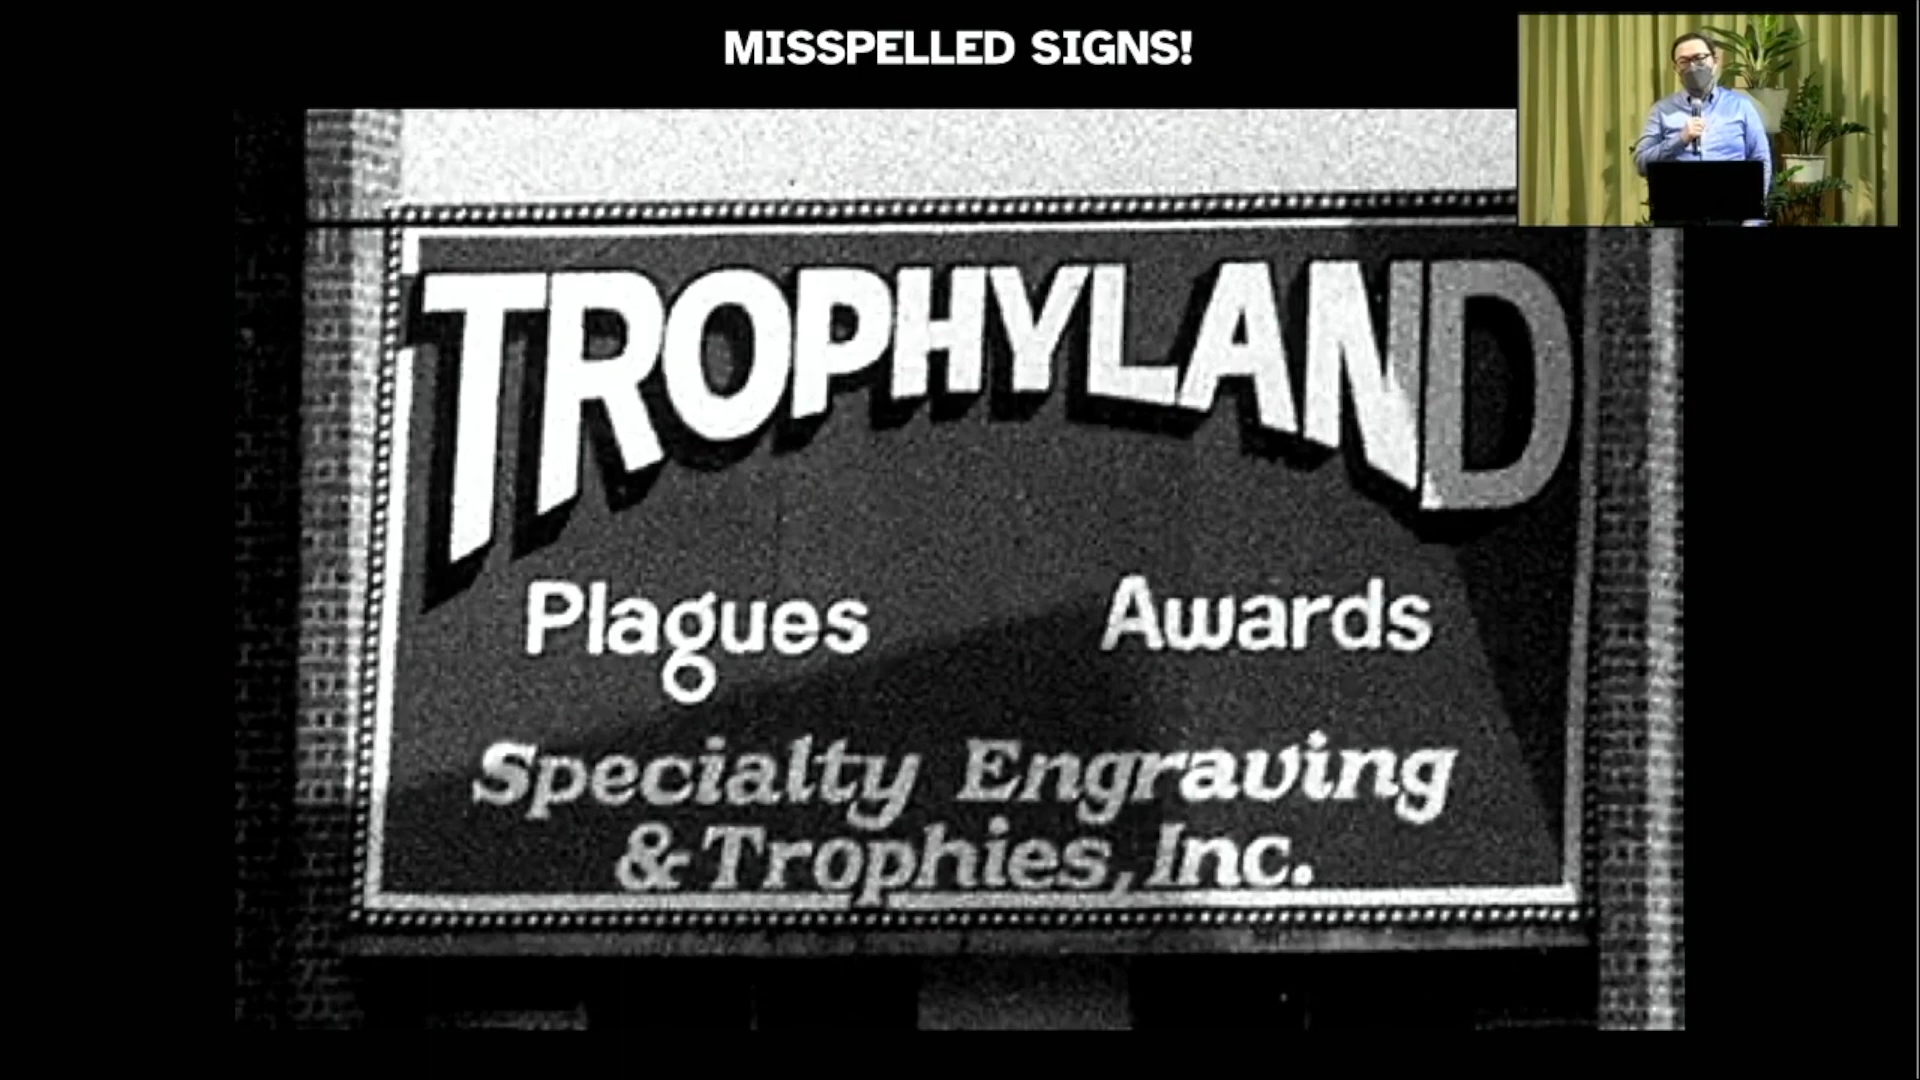 MISSPELLED SIGNS!
TROPHYLAND
Plagues Awards
Specialty Engraving
& Trophies, Inc.